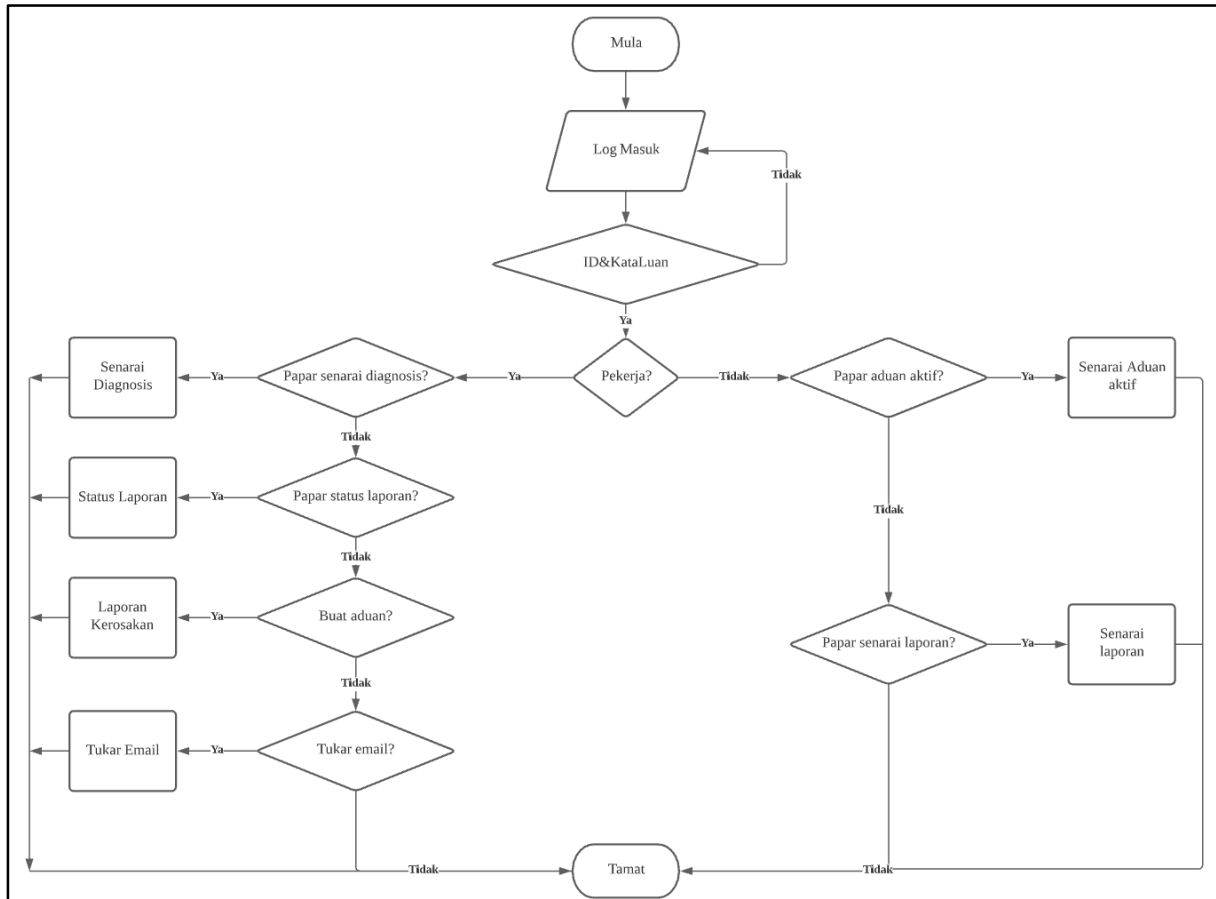 Mula
Log Masuk
Tidak
ID&KataLuan
Ya
Senarai
Diagnosis
Ya
Papar senarai diagnosis?
Ya
Pekerja?
Tidak
Papar aduan aktif?
Ya
Senarai Aduan
aktif
Tidak
Status Laporan
Ya
Papar status laporan?
Tidak
Tidak
Laporan
Kerosakan
Ya
Buat aduan?
Papar senarai laporan?
Ya
Senarai
laporan
Tidak
Tukar Email
Ya
Tukar email?
Tidak
Tamat
Tidak